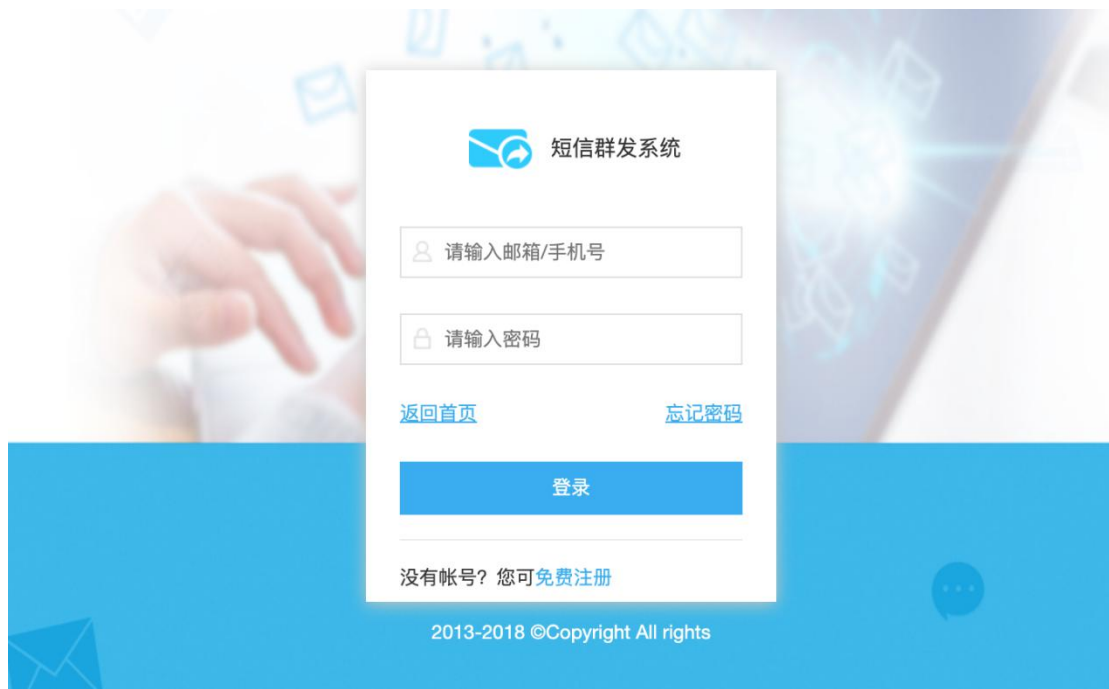 短信群发系统
请输入邮箱/手机号
请输入密码
返回首页 忘记密码
登录
没有帐号？您可免费注册
2013-2018 ©Copyright All rights